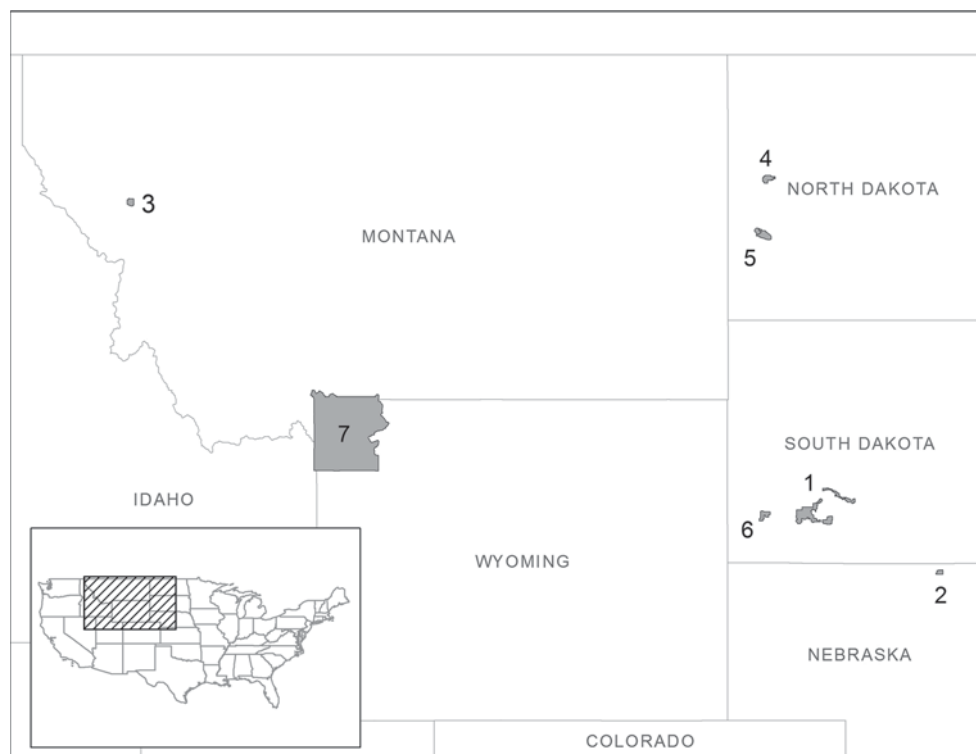 4
NORTH DAKOTA
3
MONTANA
5
7
SOUTH DAKOTA
1
IDAHO
6
WYOMING
2
NEBRASKA
COLORADO